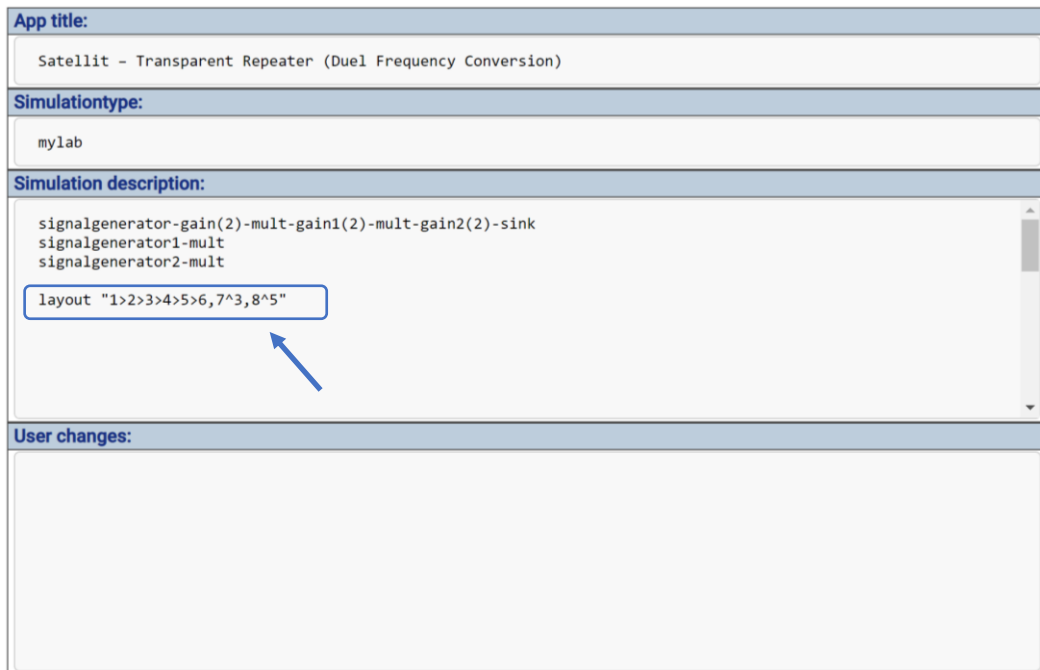 App title:
Satellit – Transparent Repeater (Duel Frequency Conversion)
Simulationtype:
mylab
Simulation description:
signalgenerator-gain(2)-mult-gain1(2)-mult-gain2(2)-sink
signalgenerator1-mult
signalgenerator2-mult
layout "1>2>3>4>5>6,7^3,8^5"
User changes: